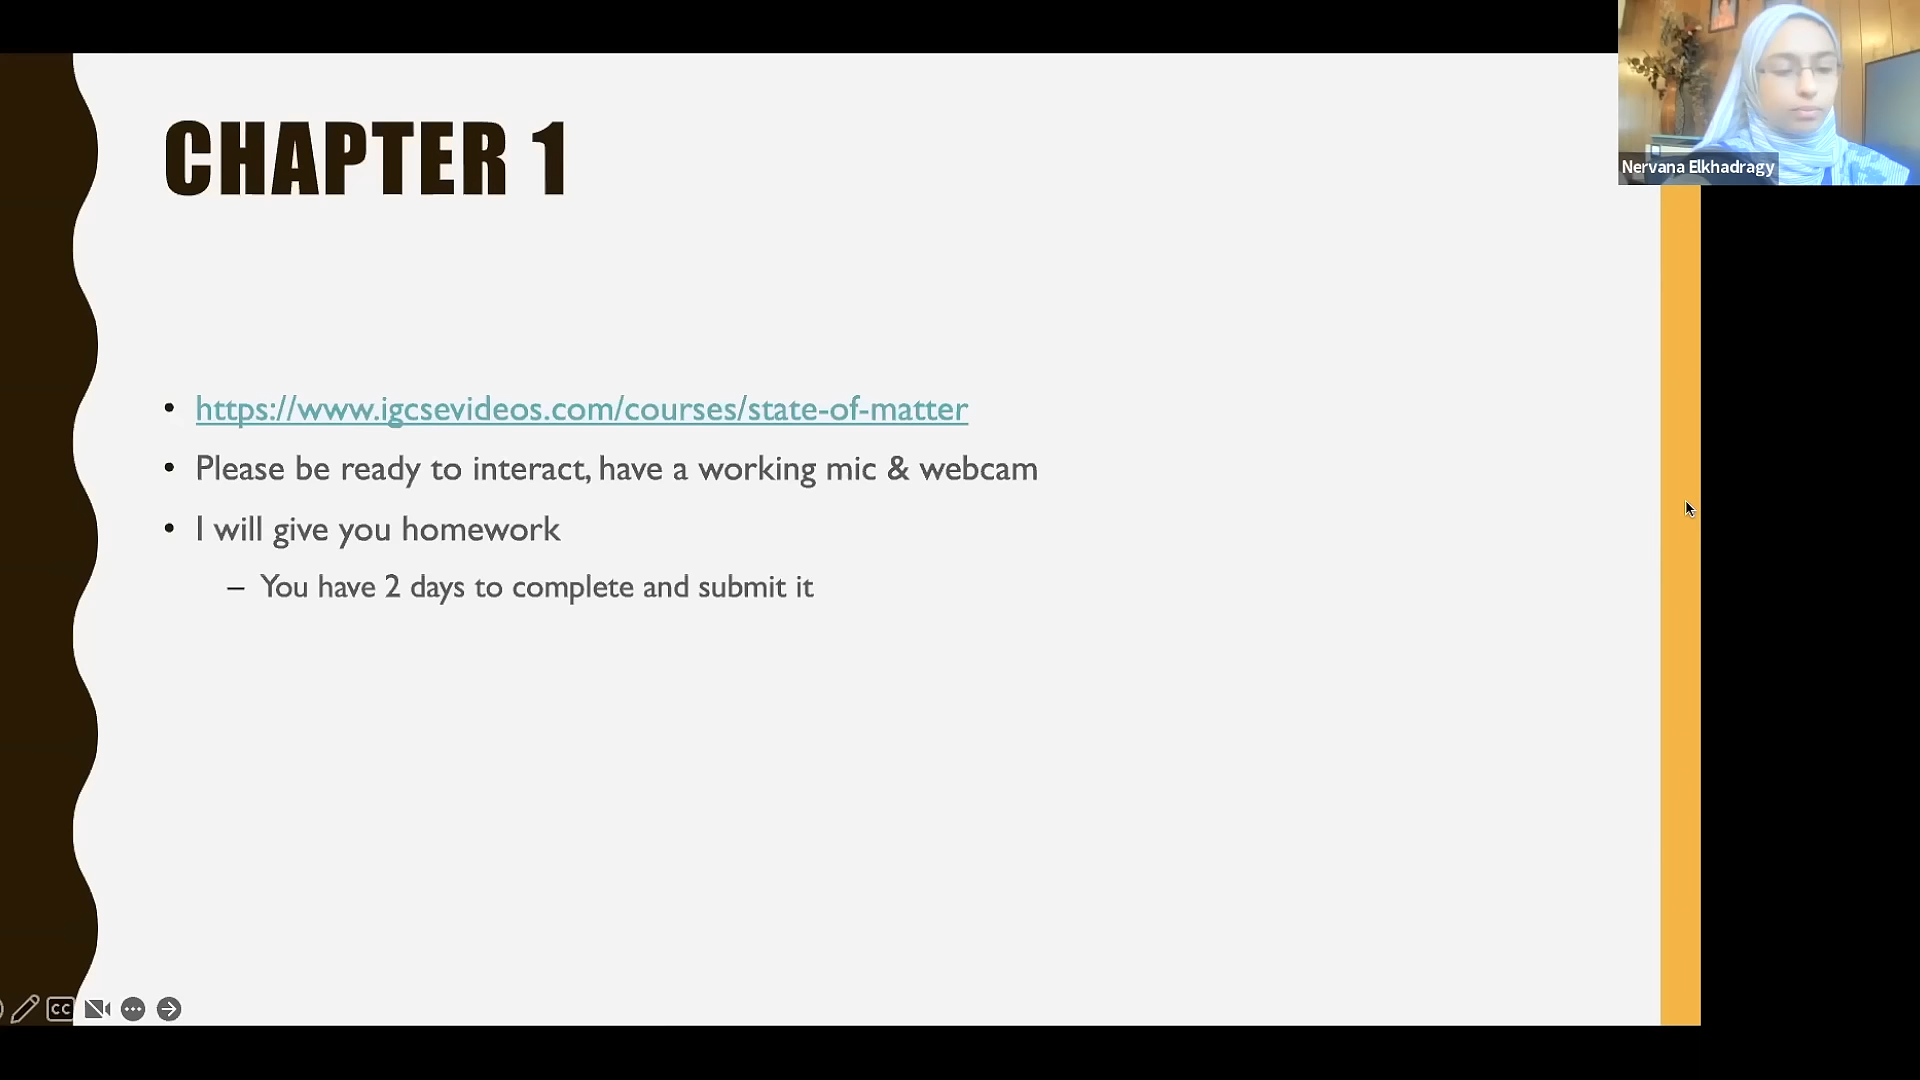 CHAPTER 1
https://www.igcsevideos.com/courses/state-of-matter
Please be ready to interact, have a working mic & webcam
I will give you homework
– You have 2 days to complete and submit it
Nervana Elkhadragy
CC